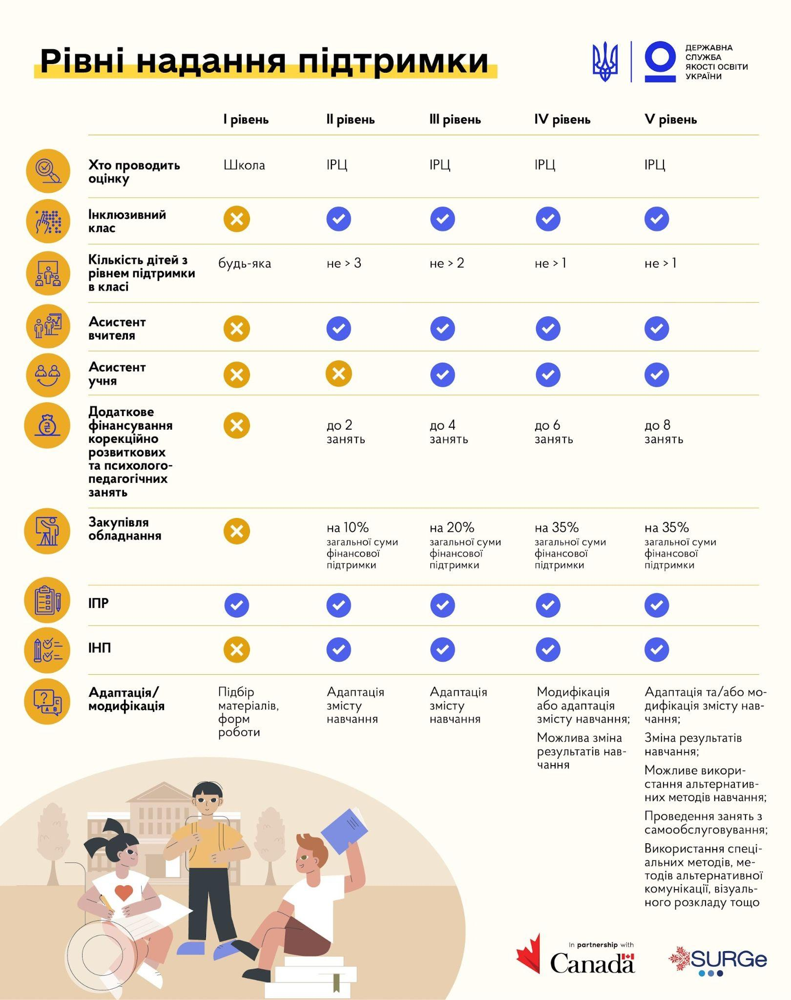 Рівні надання підтримки
ДЕРЖАВНА
СЛУЖБА
ЯКОСТІ ОСВІТИ
УКРАЇНИ
I рівень II рівень III рівень IV рівень V рівень
Хто проводить
оцінку
Школа ІРЦ ІРЦ ІРЦ ІРЦ
Інклюзивний
клас
Кількість дітей з
рівнем підтримки
в класі
будь-яка не > 3 не > 2 не > 1 не > 1
Асистент
вчителя
Асистент
учня
Додаткове
фінансування
корекційно
розвиткових
та психолого-
педагогічних
занять
до 2
занять
до 4
занять
до 6
занять
до 8
занять
Закупівля
обладнання
на 10%
загальної суми
фінансової
підтримки
на 20%
загальної суми
фінансової
підтримки
на 35%
загальної суми
фінансової
підтримки
на 35%
загальної суми
фінансової
підтримки
ІПР
ІНП
Адаптація/
модифікація
Підбір
матеріалів,
форм
роботи
Адаптація
змісту
навчання
Адаптація
змісту
навчання
Модифікація
або адаптація
змісту навчання;
Можлива зміна
результатів нав-
чання
Адаптація та/або мо-
дифікація змісту нав-
чання;
Зміна результатів
навчання;
Можливе викори-
стання альтернатив-
них методів навчання;
Проведення занять з
самообслуговування;
Використання спеці-
альних методів, ме-
тодів альтернативної
комунікації, візуаль-
ного розкладу тощо
In partnership with
Canada
SURGe